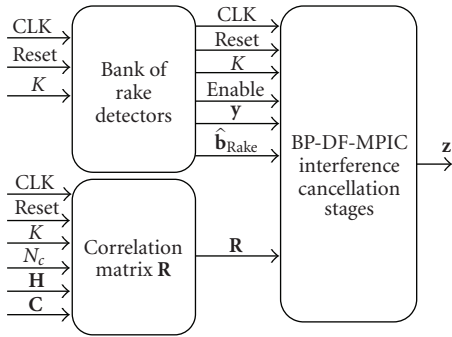 CLK
Reset
K
Bank of
rake
detectors
CLK
Reset
K
Enable
y
b̂Rake
BP-DF-MPIC
interference
cancellation
stages
z
CLK
Reset
K
Nc
H
C
Correlation
matrix R
R